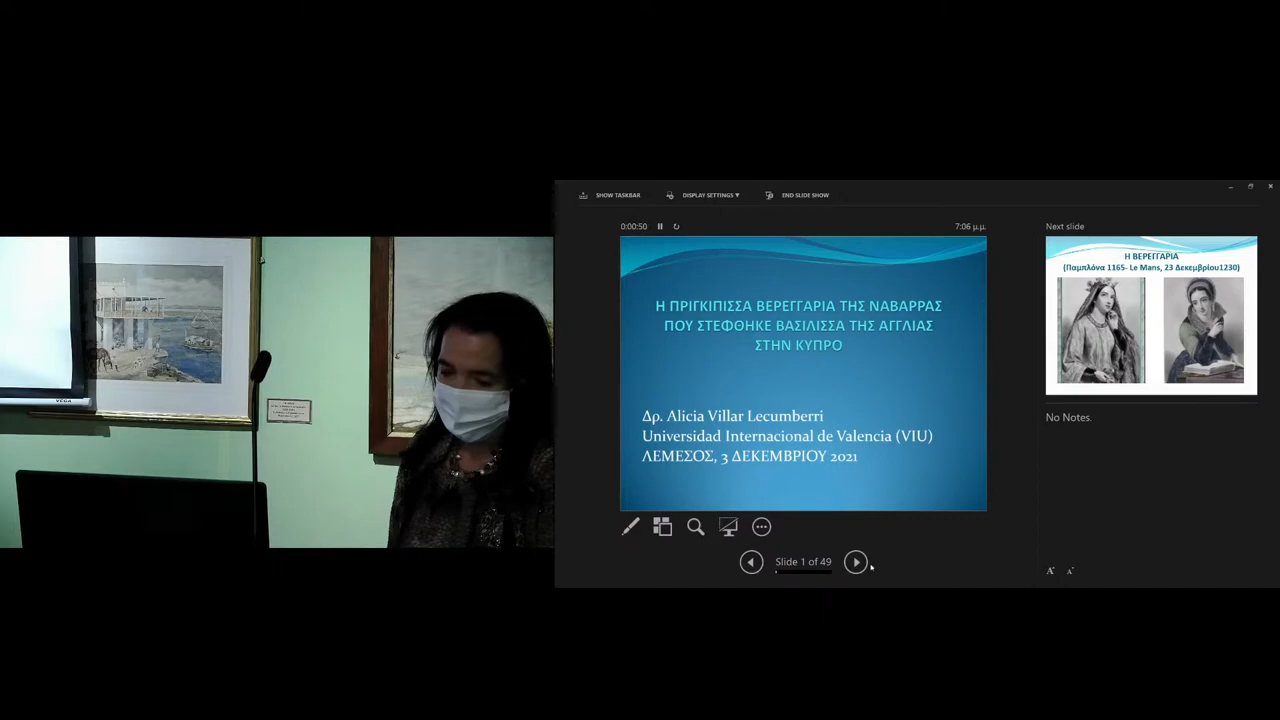 VEGA
SHOW TASKBAR
DISPLAY SETTINGS ▼
END SLIDE SHOW
0:00:50
7:06 μ.μ.
Η ΠΡΙΓΚΙΠΙΣΣΑ ΒΕΡΕΓΓΑΡΙΑ ΤΗΣ ΝΑΒΑΡΡΑΣ
ΠΟΥ ΣΤΕΦΘΗΚΕ ΒΑΣΙΛΙΣΣΑ ΤΗΣ ΑΓΓΛΙΑΣ
ΣΤΗΝ ΚΥΠΡΟ
Δρ. Alicia Villar Lecumberri
Universidad Internacional de Valencia (VIU)
ΛΕΜΕΣΟΣ, 3 ΔΕΚΕΜΒΡΙΟΥ 2021
Slide 1 of 49
Next slide
Η ΒΕΡΕΓΓΑΡΙΑ
(Παμπλόνα 1165- Le Mans, 23 Δεκεμβρίου1230)
No Notes.